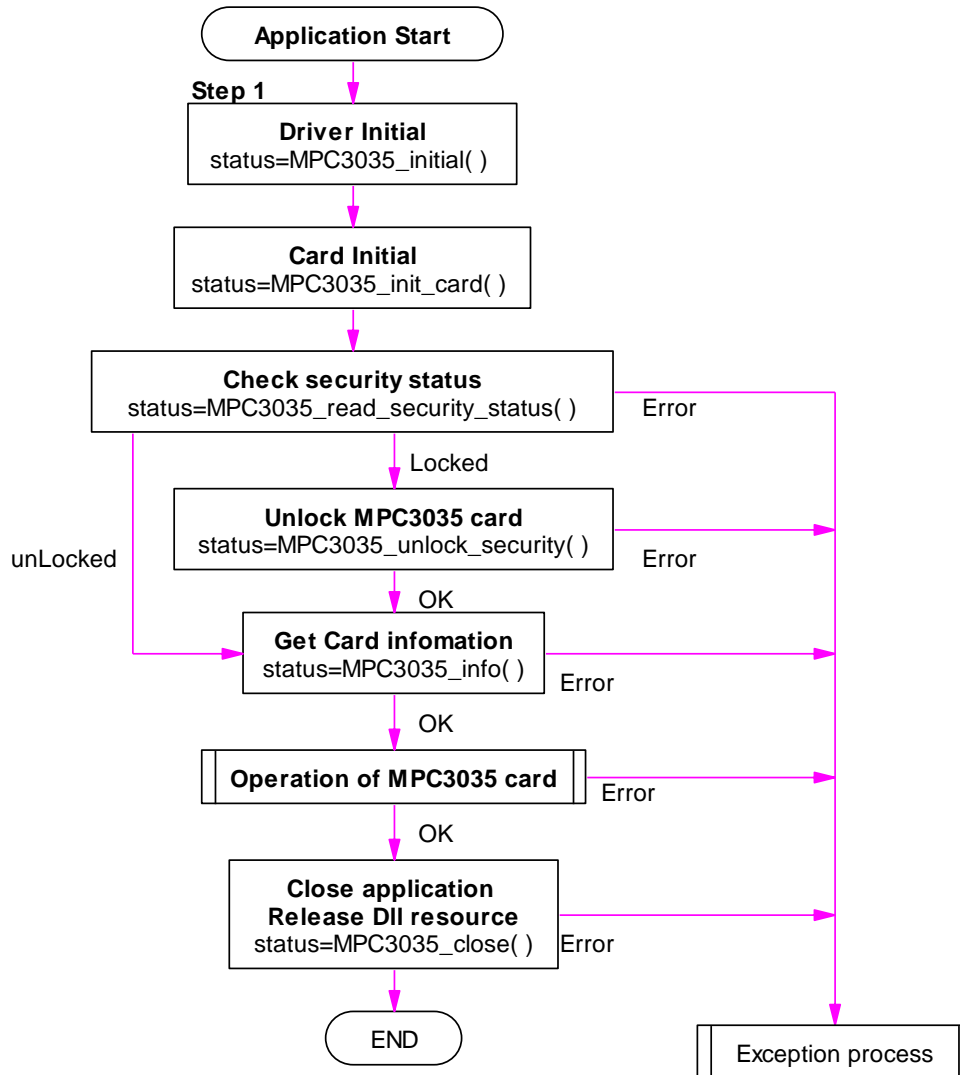 Application Start
Step 1
Driver Initial
status=MPC3035_initial( )
Card Initial
status=MPC3035_init_card( )
Check security status
status=MPC3035_read_security_status( )
Error
Locked
Unlock MPC3035 card
status=MPC3035_unlock_security( )
Error
unLocked
OK
Get Card infomation
status=MPC3035_info( )
Error
OK
Operation of MPC3035 card
Error
OK
Close application
Release Dll resource
status=MPC3035_close( )
Error
END
Exception process